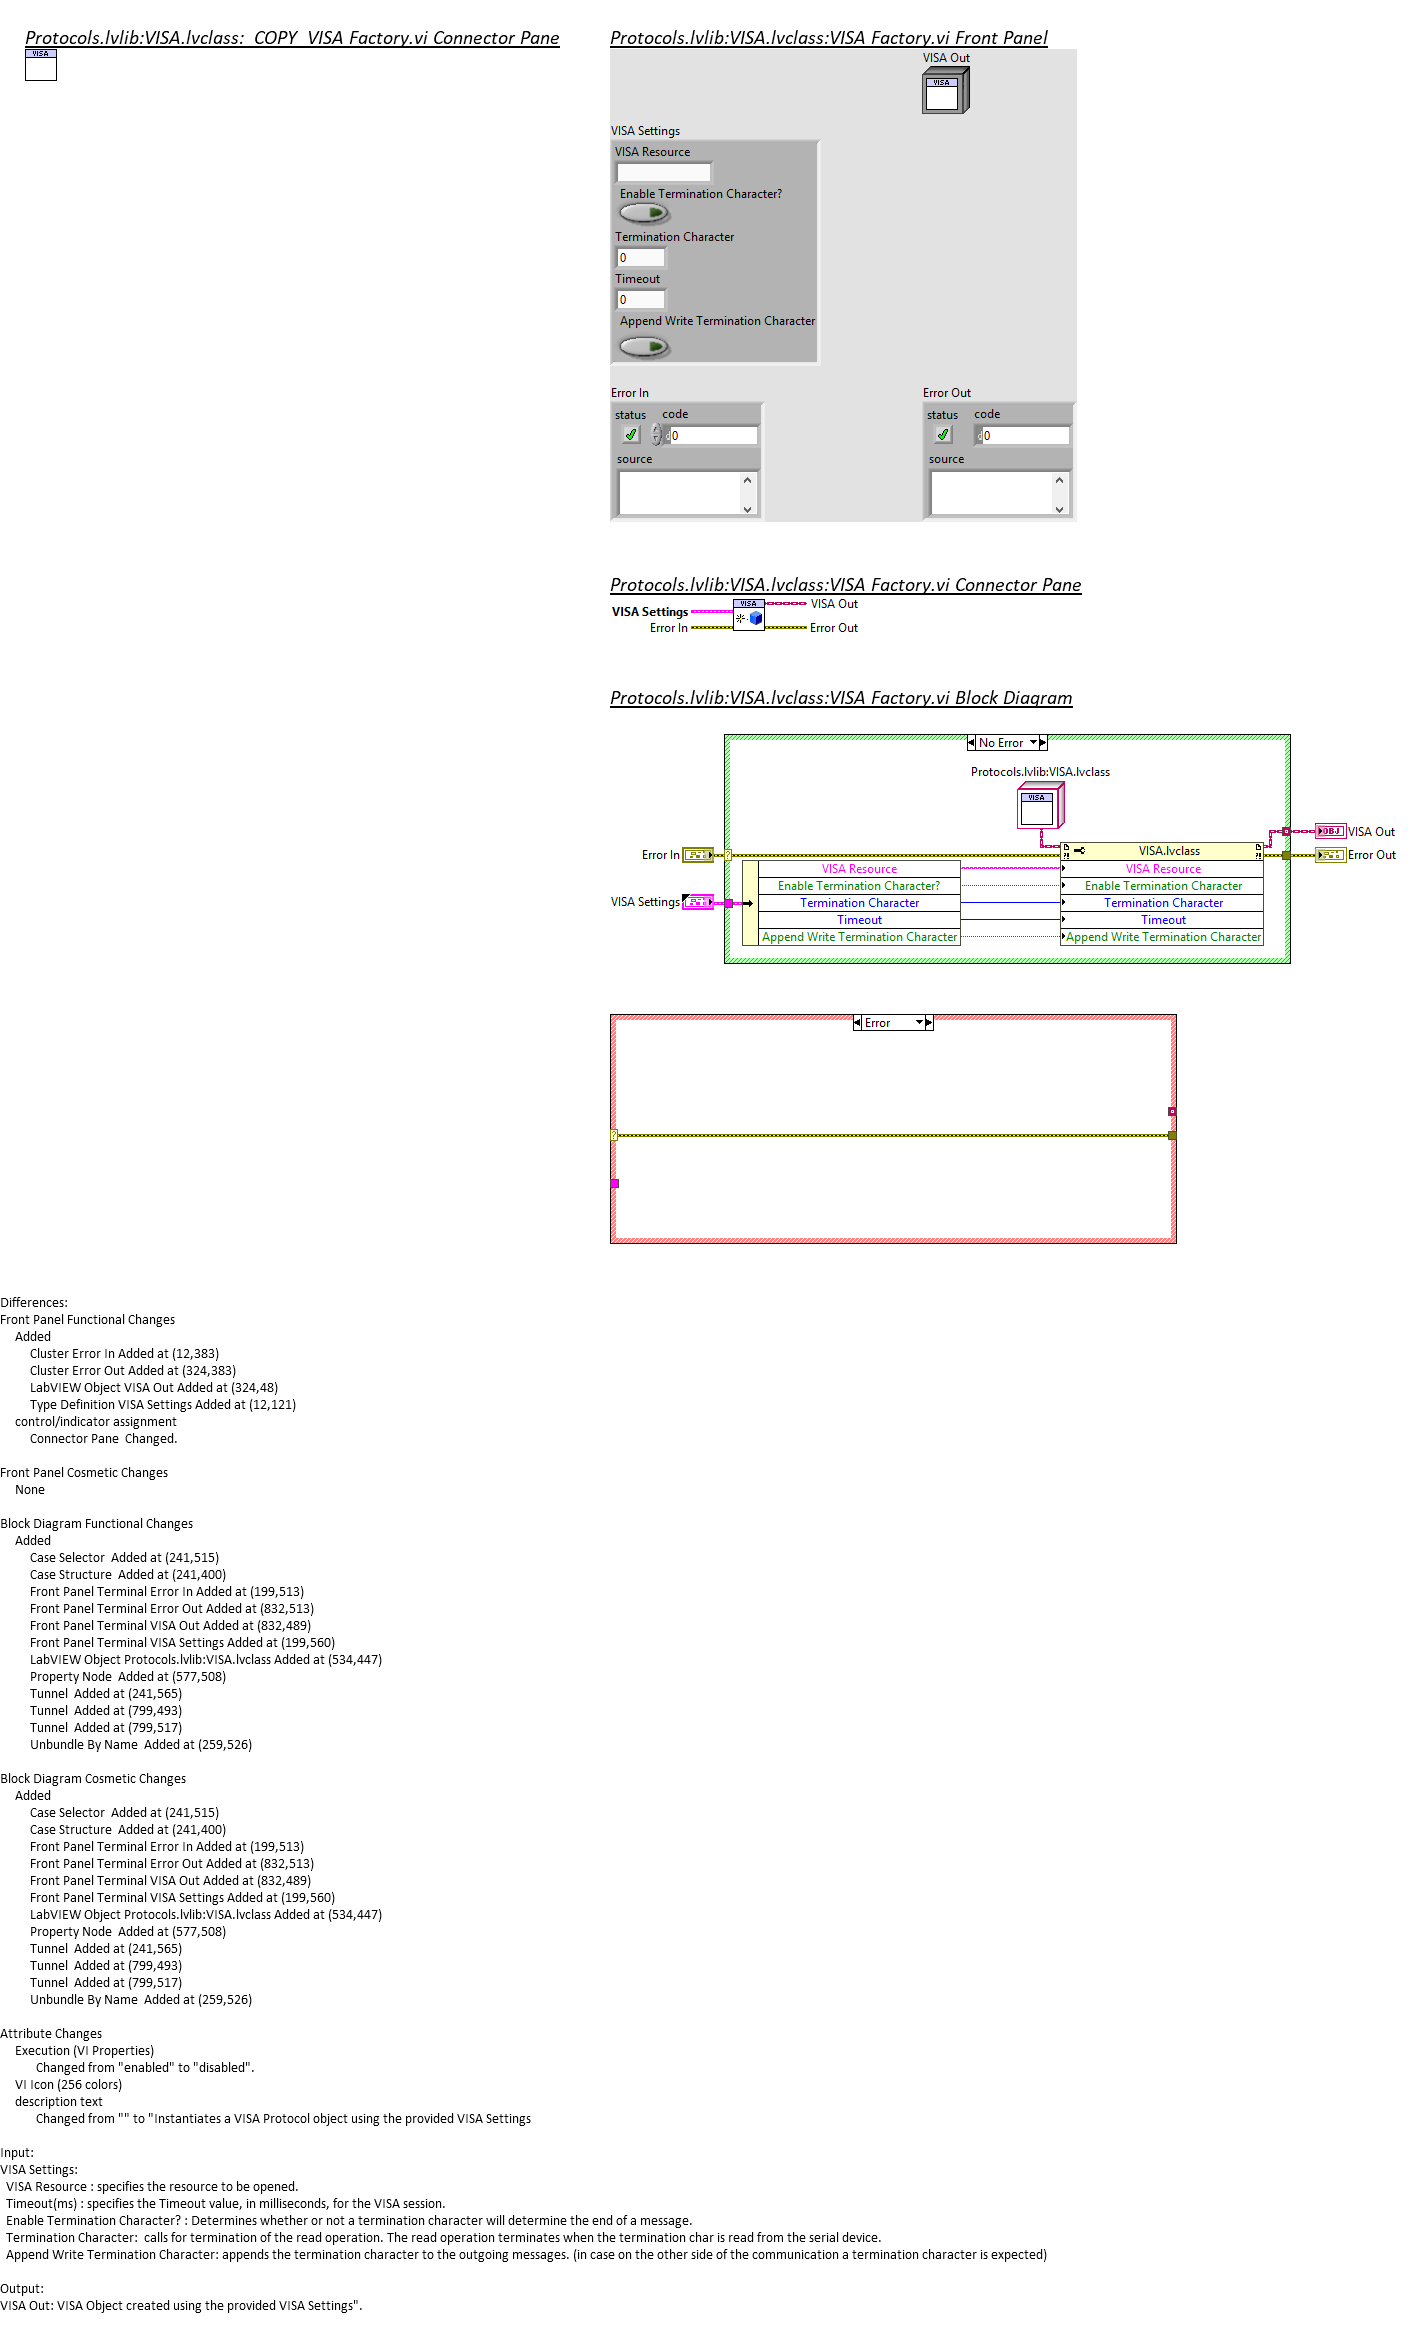 Protocols.lvlib:VISA.lvclass:_COPY_VISA Factory.vi Connector Pane
VISA
Protocols.lvlib:VISA.lvclass:VISA Factory.vi Front Panel
VISA Out
VISA
VISA Settings
VISA Resource
Enable Termination Character?
Termination Character
0
Timeout
0
Append Write Termination Character
Error In
status code
d 0
source
Error Out
status code
d 0
source
Protocols.lvlib:VISA.lvclass:VISA Factory.vi Connector Pane
VISA Settings VISA VISA Out
Error In Error Out
Protocols.lvlib:VISA.lvclass:VISA Factory.vi Block Diagram
No Error
Protocols.lvlib:VISA.lvclass
VISA
OBJ VISA Out
Error In ? ?! VISA.lvclass ?! Error Out
VISA Resource VISA Resource
Enable Termination Character? Enable Termination Character
VISA Settings Termination Character Termination Character
Timeout Timeout
Append Write Termination Character Append Write Termination Character
Error
?
Differences:
Front Panel Functional Changes
Added
Cluster Error In Added at (12,383)
Cluster Error Out Added at (324,383)
LabVIEW Object VISA Out Added at (324,48)
Type Definition VISA Settings Added at (12,121)
control/indicator assignment
Connector Pane  Changed.
Front Panel Cosmetic Changes
None
Block Diagram Functional Changes
Added
Case Selector  Added at (241,515)
Case Structure  Added at (241,400)
Front Panel Terminal Error In Added at (199,513)
Front Panel Terminal Error Out Added at (832,513)
Front Panel Terminal VISA Out Added at (832,489)
Front Panel Terminal VISA Settings Added at (199,560)
LabVIEW Object Protocols.lvlib:VISA.lvclass Added at (534,447)
Property Node  Added at (577,508)
Tunnel  Added at (241,565)
Tunnel  Added at (799,493)
Tunnel  Added at (799,517)
Unbundle By Name  Added at (259,526)
Block Diagram Cosmetic Changes
Added
Case Selector  Added at (241,515)
Case Structure  Added at (241,400)
Front Panel Terminal Error In Added at (199,513)
Front Panel Terminal Error Out Added at (832,513)
Front Panel Terminal VISA Out Added at (832,489)
Front Panel Terminal VISA Settings Added at (199,560)
LabVIEW Object Protocols.lvlib:VISA.lvclass Added at (534,447)
Property Node  Added at (577,508)
Tunnel  Added at (241,565)
Tunnel  Added at (799,493)
Tunnel  Added at (799,517)
Unbundle By Name  Added at (259,526)
Attribute Changes
Execution (VI Properties)
Changed from "enabled" to "disabled".
VI Icon (256 colors)
description text
Changed from "" to "Instantiates a VISA Protocol object using the provided VISA Settings
Input:
VISA Settings:
VISA Resource : specifies the resource to be opened.
Timeout(ms) : specifies the Timeout value, in milliseconds, for the VISA session.
Enable Termination Character? : Determines whether or not a termination character will determine the end of a message.
Termination Character:  calls for termination of the read operation. The read operation terminates when the termination char is read from the serial device.
Append Write Termination Character: appends the termination character to the outgoing messages. (in case on the other side of the communication a termination character is expected)
Output:
VISA Out: VISA Object created using the provided VISA Settings".